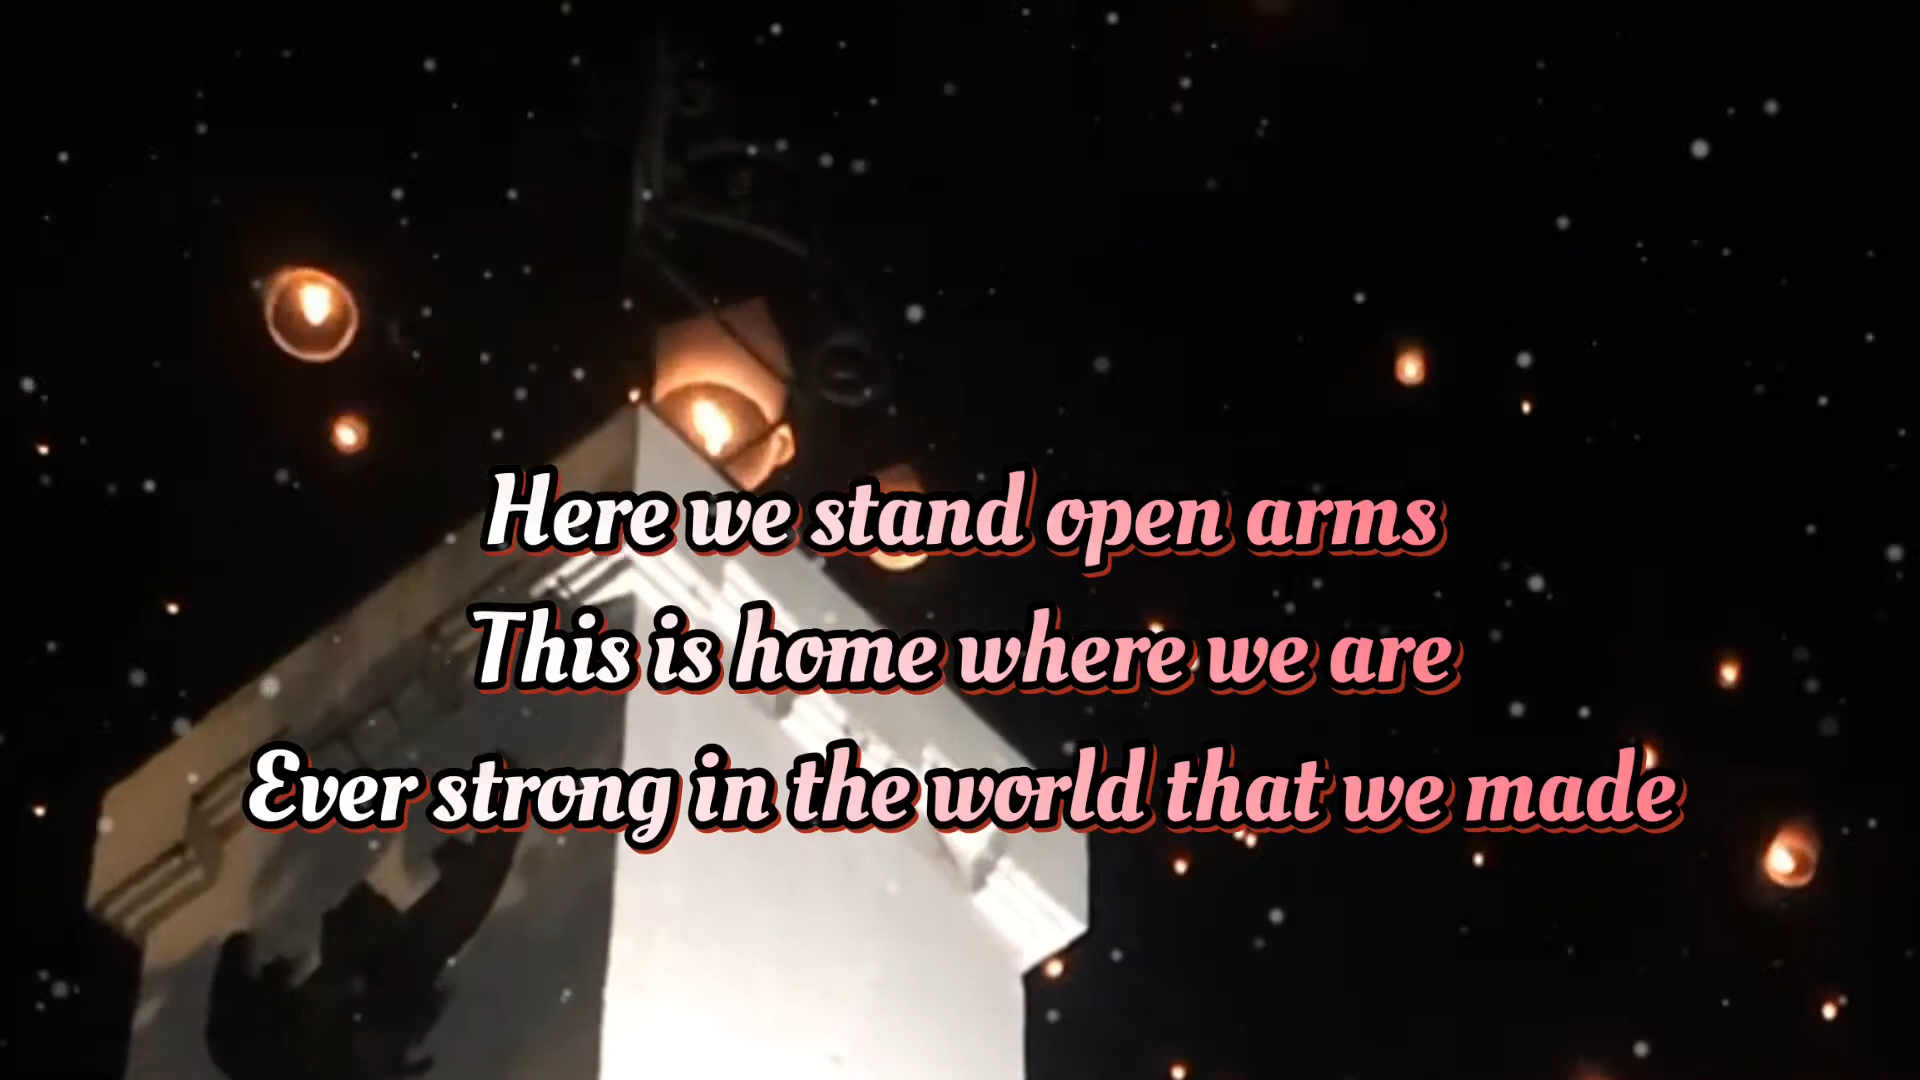 Here we stand open arms
This is home where we are
Ever strong in the world that we made